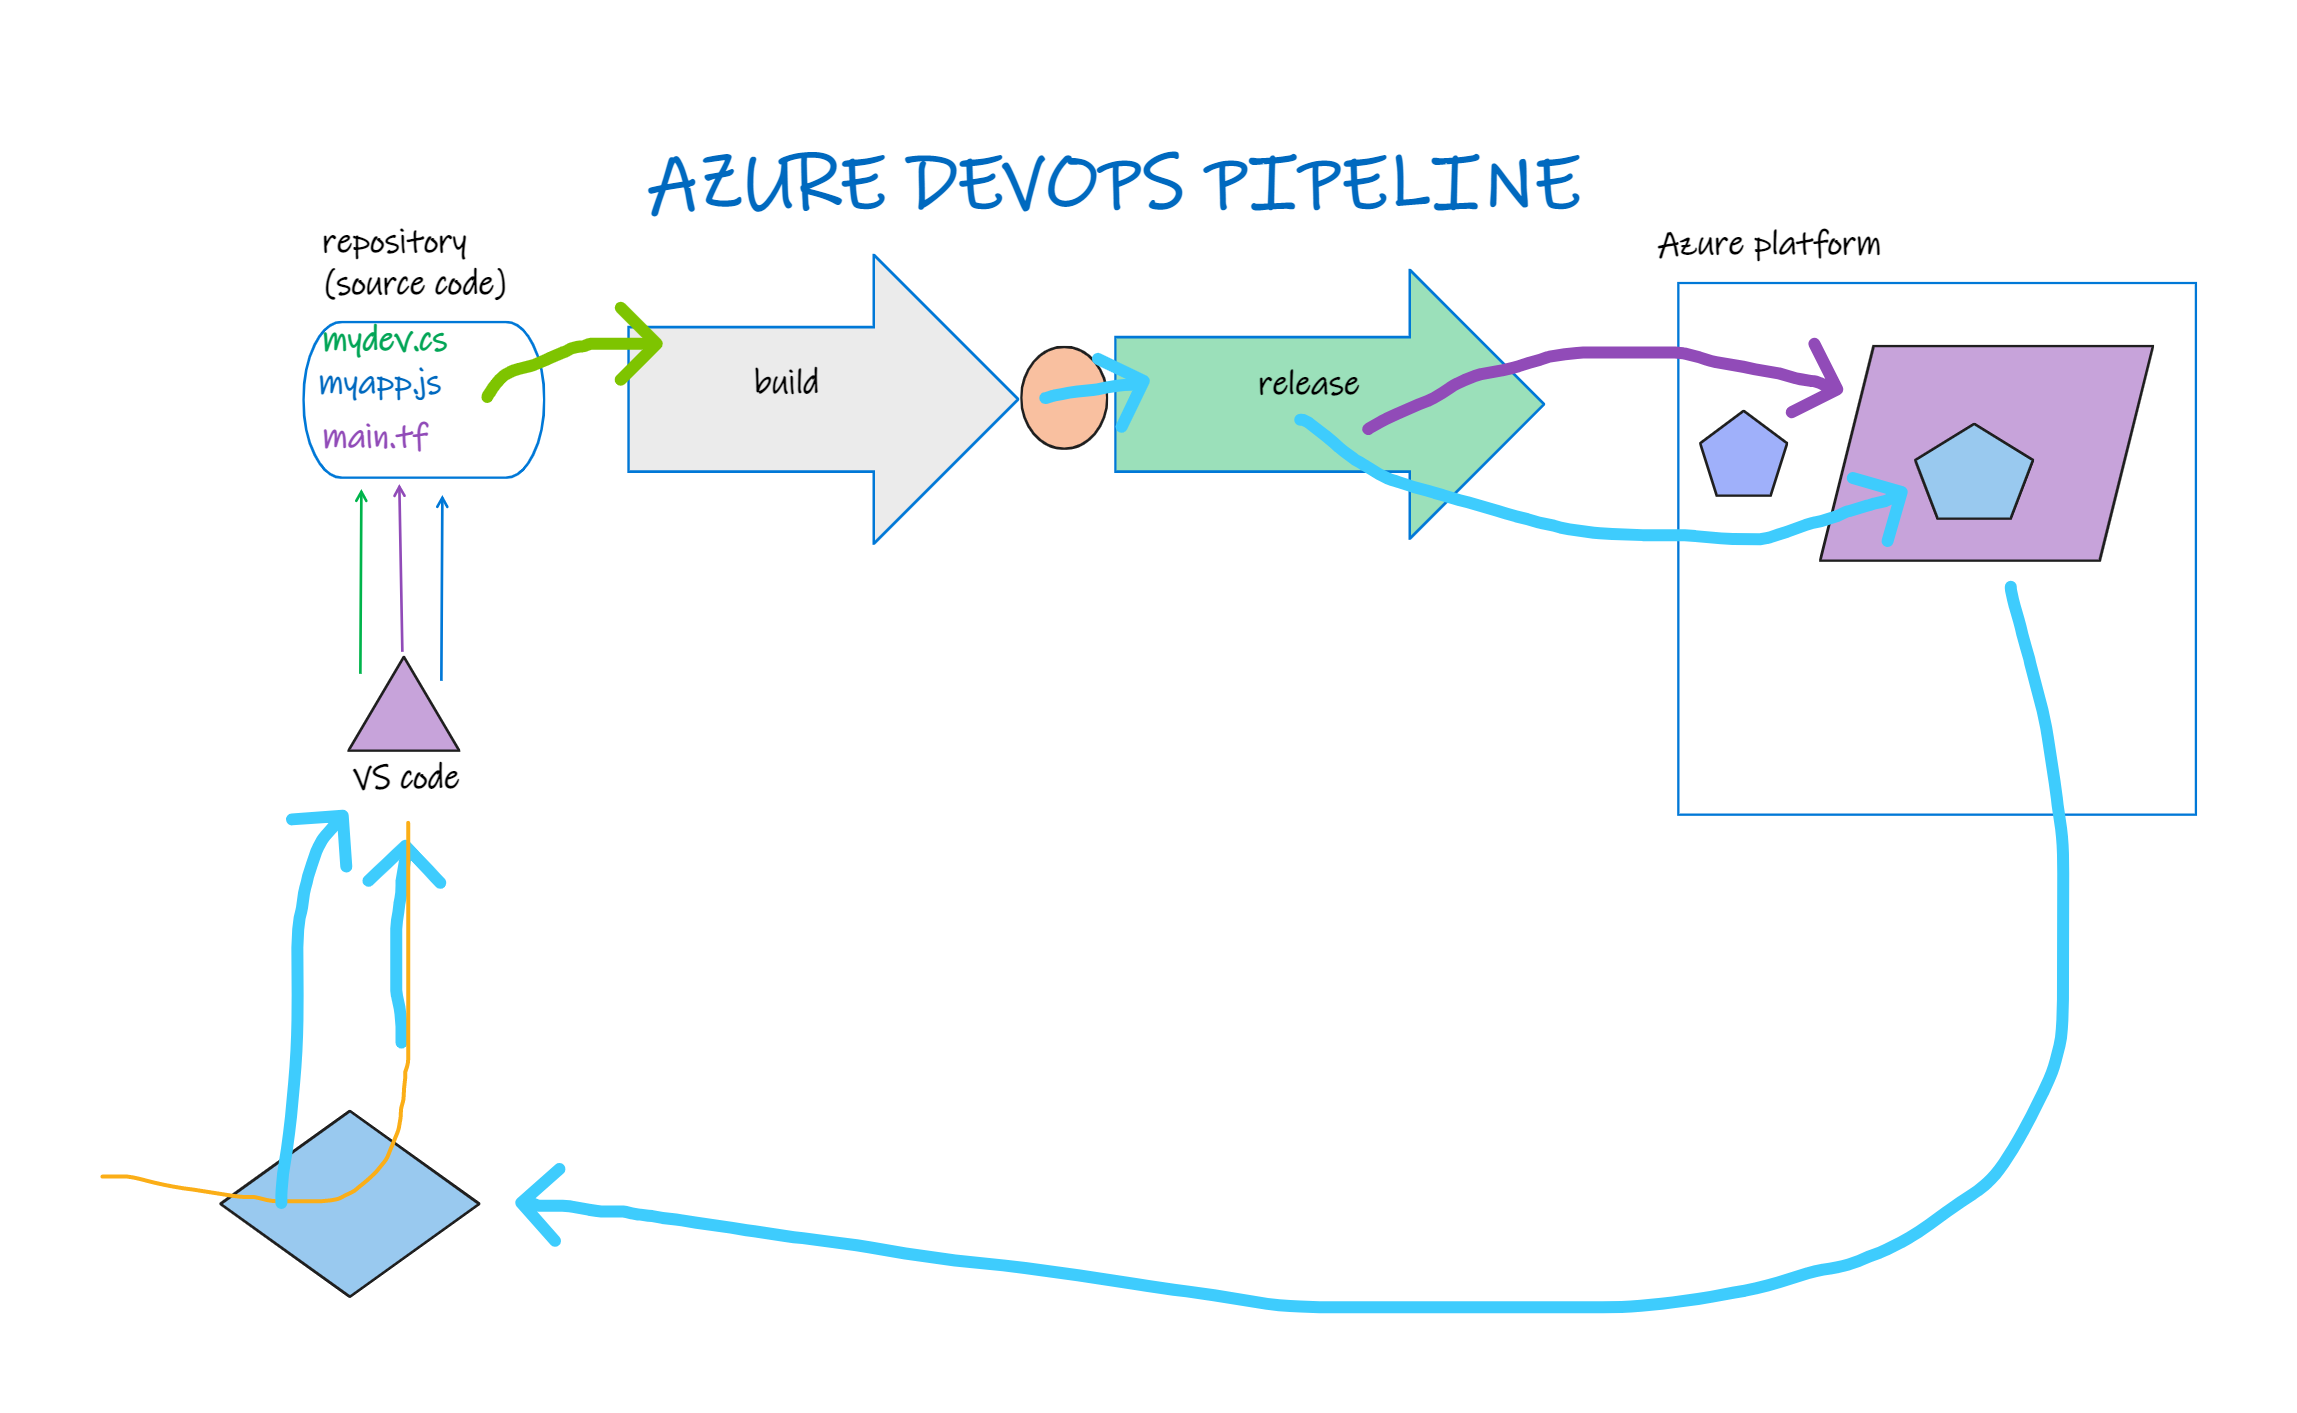 AZURE DEVOPS PIPELINE
repository
(source code)
mydev.cs
myapp.js
main.tf
build
release
Azure platform
VS code